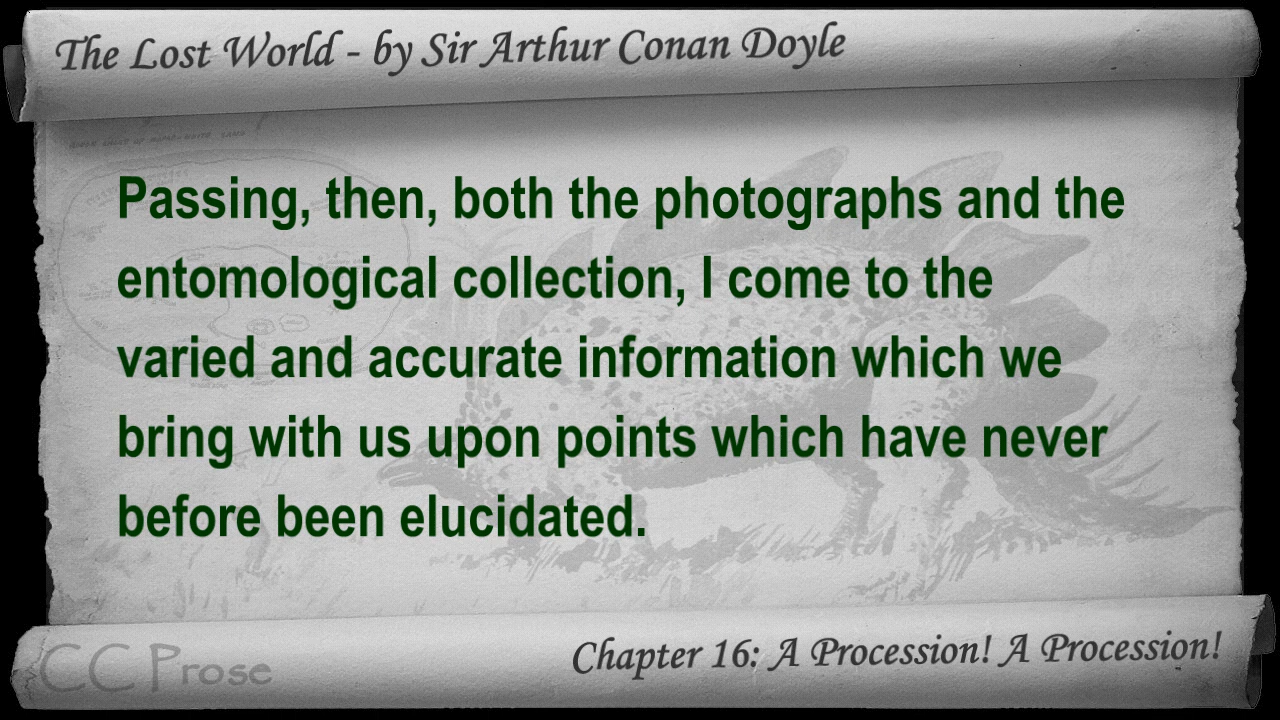 The Lost World - by Sir Arthur Conan Doyle
Passing, then, both the photographs and the
entomological collection, I come to the
varied and accurate information which we
bring with us upon points which have never
before been elucidated.
Chapter 16: A Procession! A Procession!
CC Prose